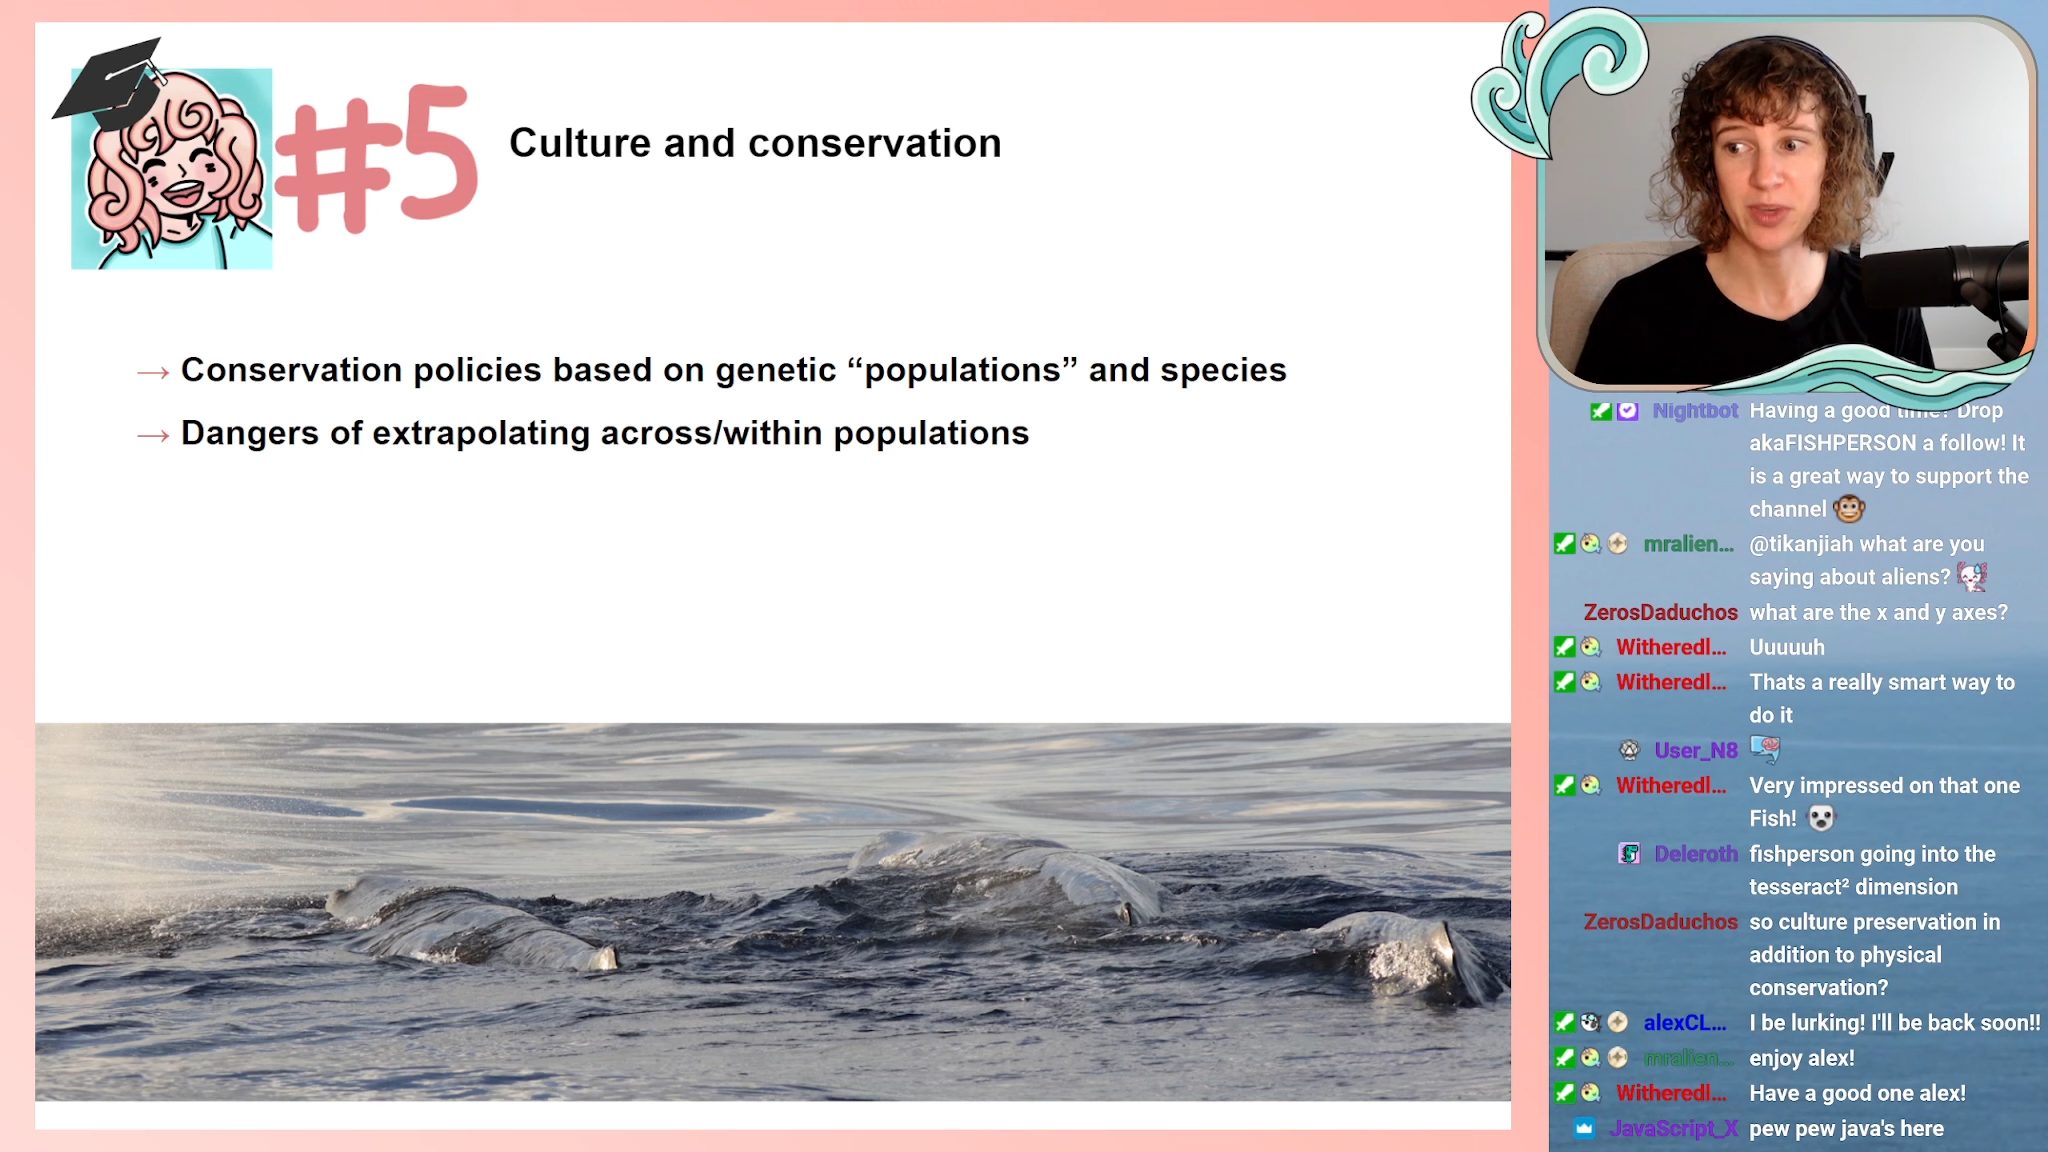 #5
Culture and conservation
→ Conservation policies based on genetic “populations” and species
→ Dangers of extrapolating across/within populations
Nightbot Having a good time? Drop
akaFISHPERSON a follow! It
is a great way to support the
channel
mralien... @tikanjiah what are you
saying about aliens?
ZerosDaduchos what are the x and y axes?
Witheredl... Uuuuuh
Witheredl... Thats a really smart way to
do it
User_N8
Witheredl... Very impressed on that one
Fish!
Deleroth fishperson going into the
tesseract² dimension
ZerosDaduchos so culture preservation in
addition to physical
conservation?
alexCL... I be lurking! I'll be back soon!!
mralien... enjoy alex!
Witheredl... Have a good one alex!
JavaScript_X pew pew java's here